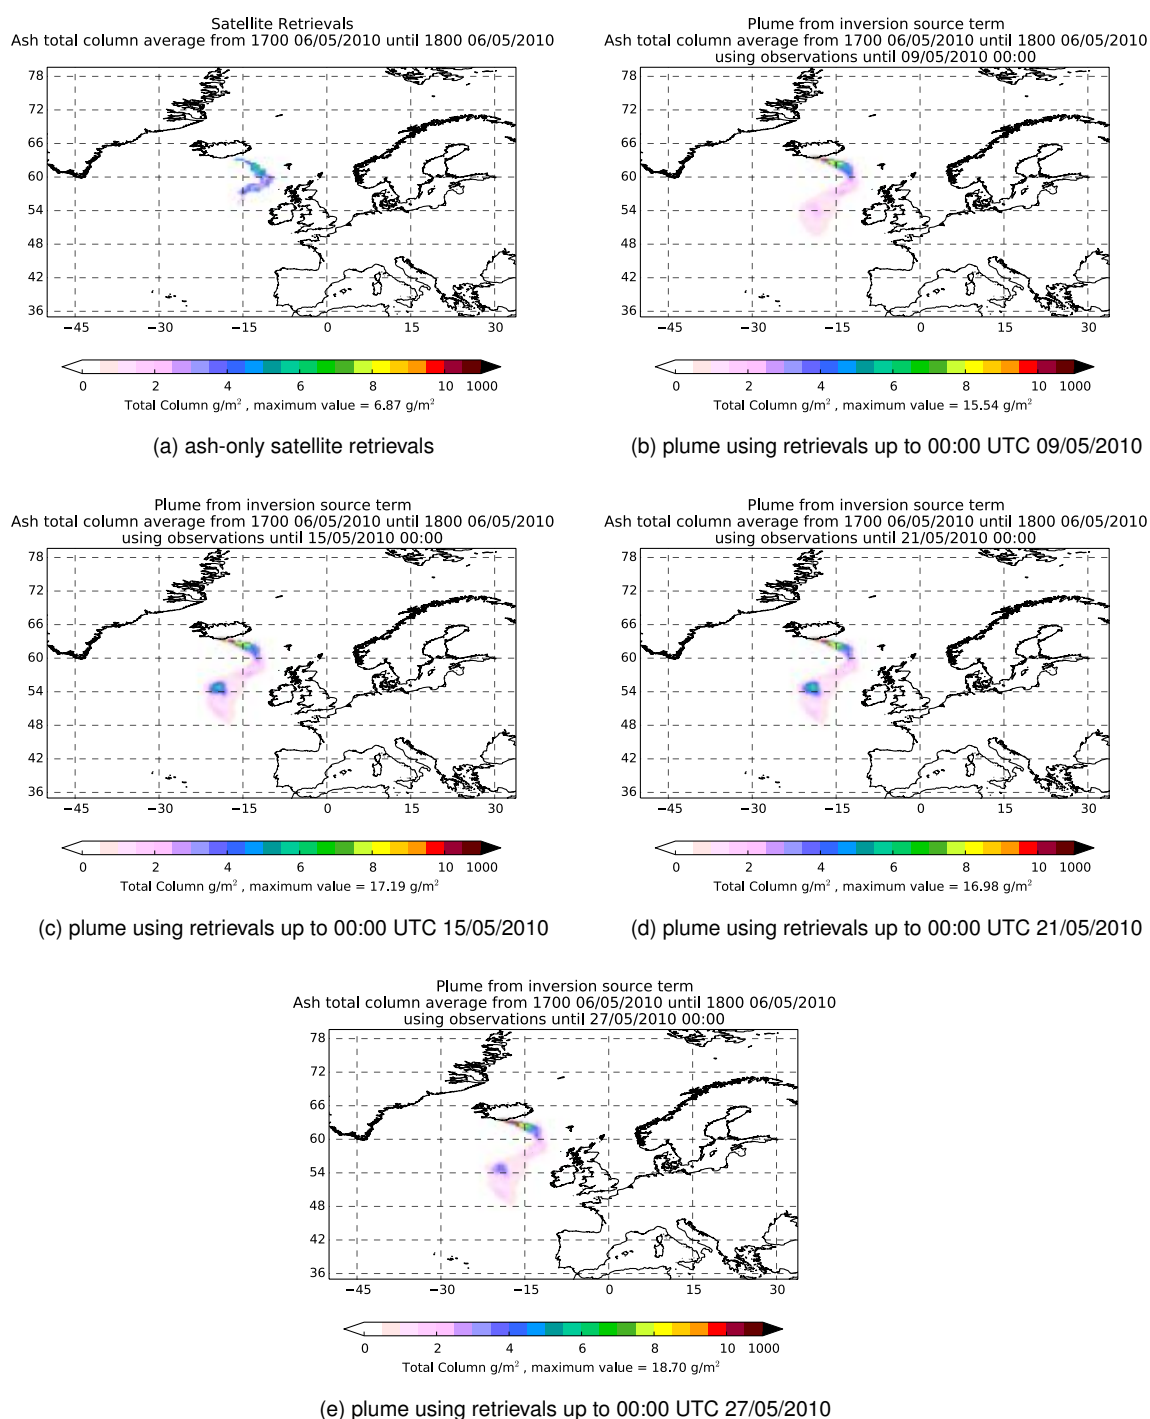 Satellite Retrievals
Ash total column average from 1700 06/05/2010 until 1800 06/05/2010
78
72
66
60
54
48
42
36
−45 −30 −15 0 15 30
0 2 4 6 8 10 1000
Total Column g/m² , maximum value = 6.87 g/m²
(a) ash-only satellite retrievals
Plume from inversion source term
Ash total column average from 1700 06/05/2010 until 1800 06/05/2010
using observations until 09/05/2010 00:00
78
72
66
60
54
48
42
36
−45 −30 −15 0 15 30
0 2 4 6 8 10 1000
Total Column g/m² , maximum value = 15.54 g/m²
(b) plume using retrievals up to 00:00 UTC 09/05/2010
Plume from inversion source term
Ash total column average from 1700 06/05/2010 until 1800 06/05/2010
using observations until 15/05/2010 00:00
78
72
66
60
54
48
42
36
−45 −30 −15 0 15 30
0 2 4 6 8 10 1000
Total Column g/m² , maximum value = 17.19 g/m²
(c) plume using retrievals up to 00:00 UTC 15/05/2010
Plume from inversion source term
Ash total column average from 1700 06/05/2010 until 1800 06/05/2010
using observations until 21/05/2010 00:00
78
72
66
60
54
48
42
36
−45 −30 −15 0 15 30
0 2 4 6 8 10 1000
Total Column g/m² , maximum value = 16.98 g/m²
(d) plume using retrievals up to 00:00 UTC 21/05/2010
Plume from inversion source term
Ash total column average from 1700 06/05/2010 until 1800 06/05/2010
using observations until 27/05/2010 00:00
78
72
66
60
54
48
42
36
−45 −30 −15 0 15 30
0 2 4 6 8 10 1000
Total Column g/m² , maximum value = 18.70 g/m²
(e) plume using retrievals up to 00:00 UTC 27/05/2010